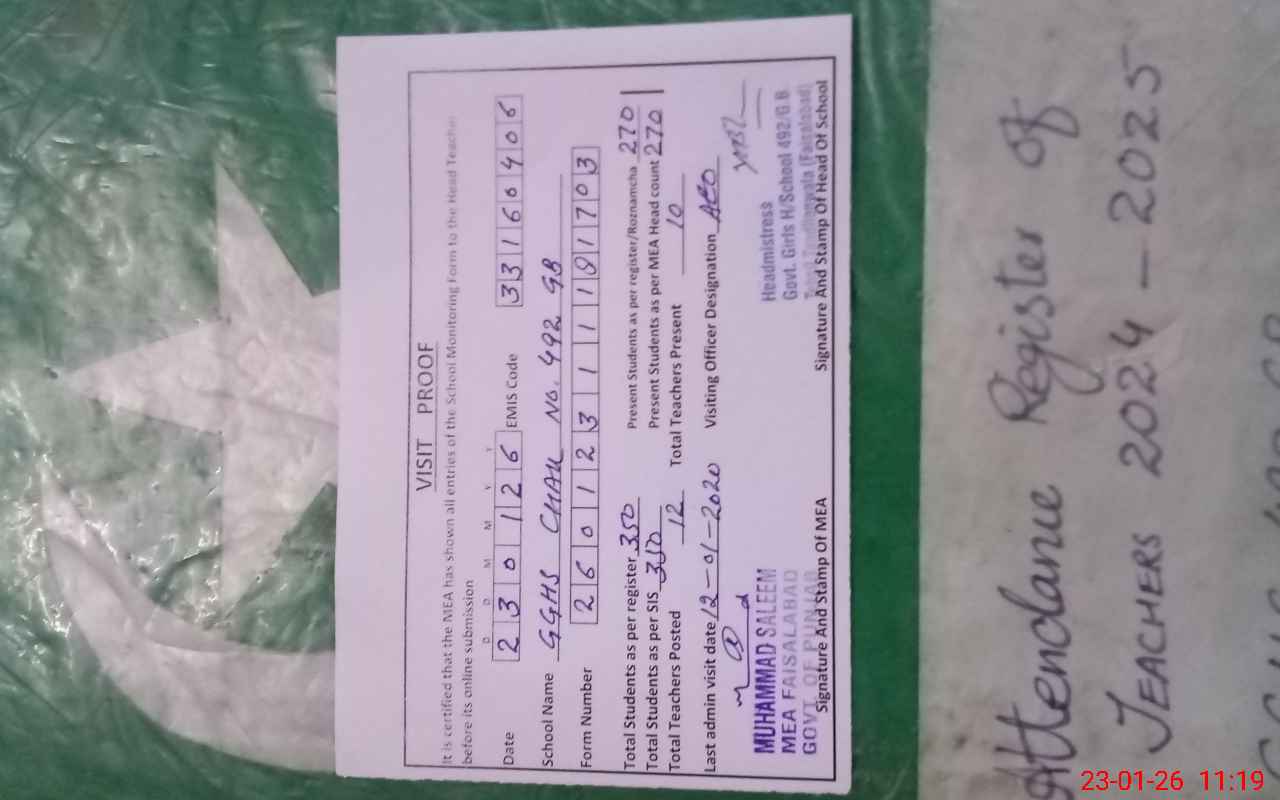 VISIT PROOF
It is certified that the MEA has shown all entries of the School Monitoring Form to the Head Teacher
before its online submission
D D M M Y Y
Date 2 3 0 1 2 6 EMIS Code 3 3 1 6 0 4 0 6
School Name GGHS CHAK No. 492 GB
Form Number 2 6 0 1 2 3 1 1 1 1 9 1 7 0 3
Total Students as per register 350 Present Students as per register/Roznamcha 270
Total Students as per SIS 350 Present Students as per MEA Head count 270
Total Teachers Posted 12 Total Teachers Present 10
Last admin visit date 12-01-2020 Visiting Officer Designation AEO
MUHAMMAD SALEEM
MEA FAISALABAD
GOVT. OF PUNJAB
Signature And Stamp Of MEA
Headmistress
Govt. Girls H/School 492/G.B
(Faisalabad)
Signature And Stamp Of Head Of School
Attendance Register of
TEACHERS 2024-2025
23-01-26 11:19